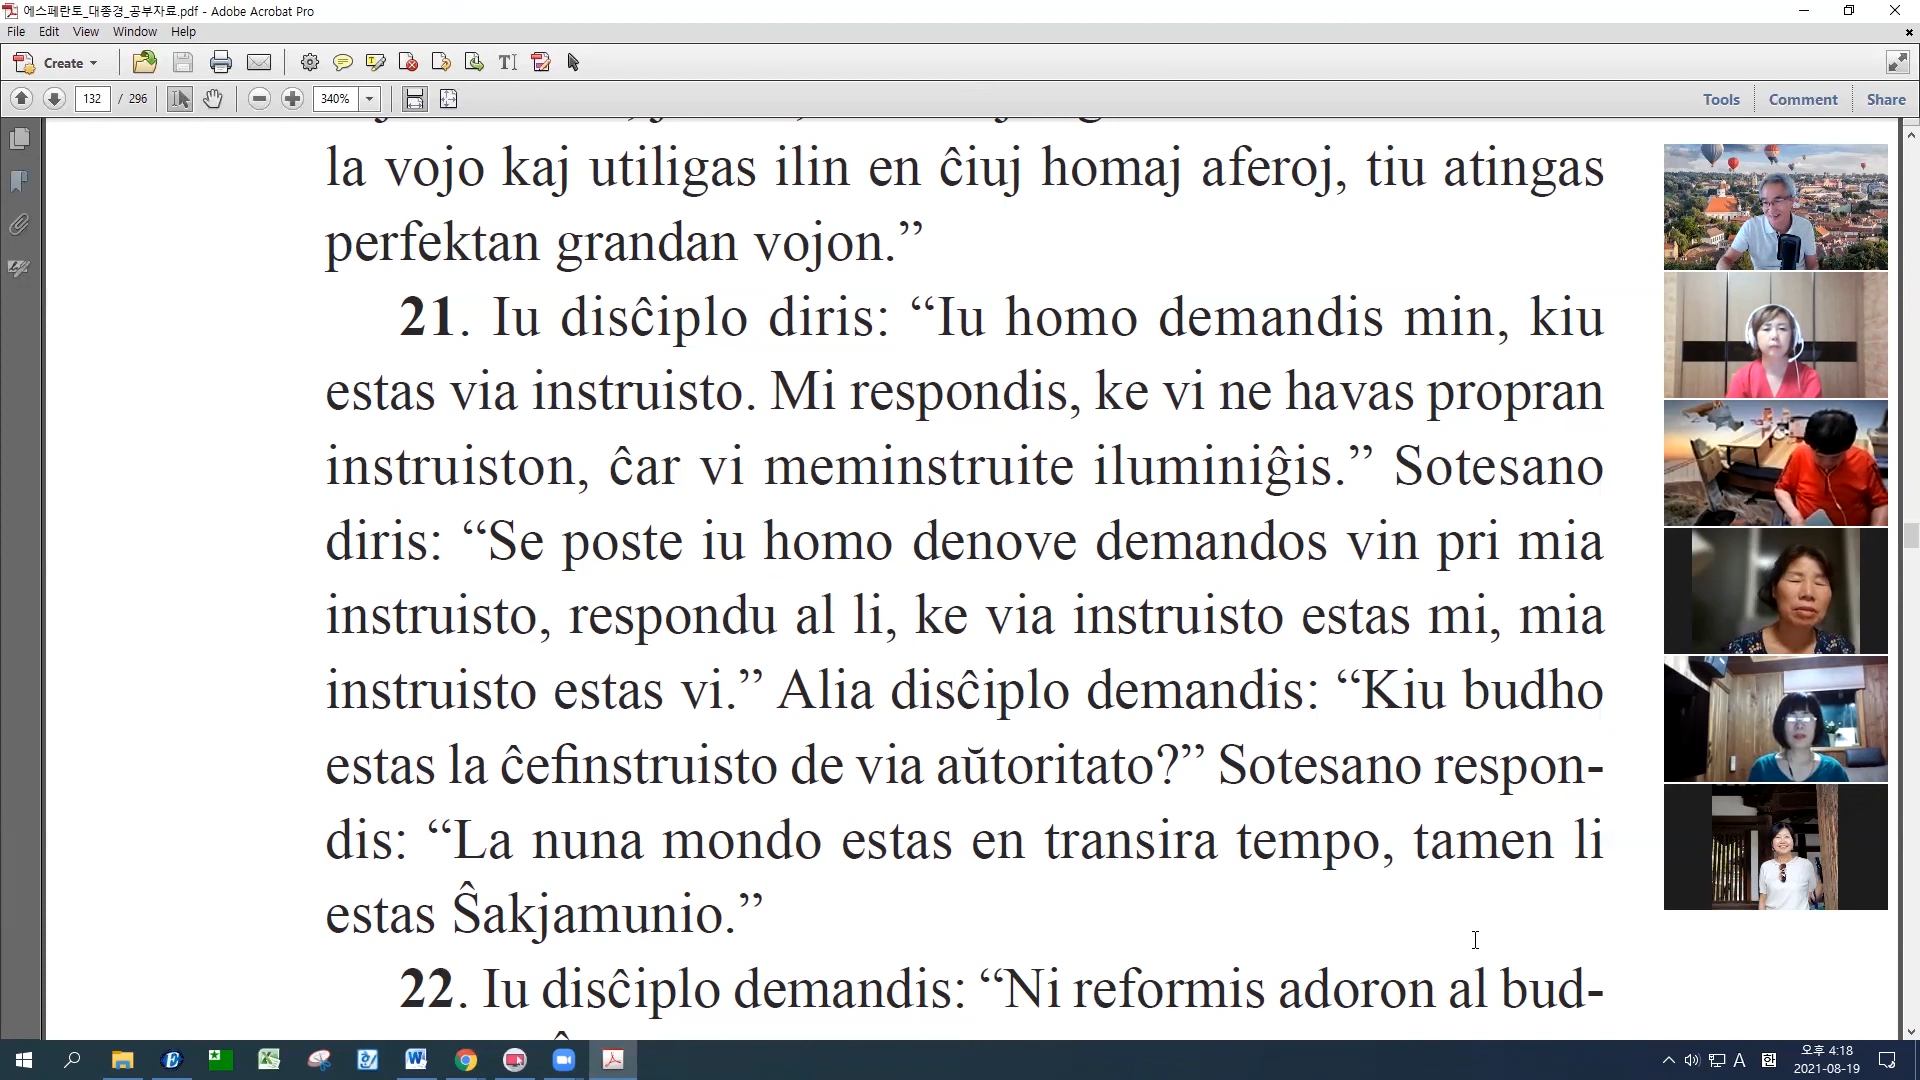 에스페란토_대종경_공부자료.pdf - Adobe Acrobat Pro
File Edit View Window Help
Create
132 / 296 340% Tools Comment Share
la vojo kaj utiligas ilin en ĉiuj homaj aferoj, tiu atingas
perfektan grandan vojon.”
21. Iu disĉiplo diris: “Iu homo demandis min, kiu
estas via instruisto. Mi respondis, ke vi ne havas propran
instruiston, ĉar vi meminstruite iluminiĝis.” Sotesano
diris: “Se poste iu homo denove demandos vin pri mia
instruisto, respondu al li, ke via instruisto estas mi, mia
instruisto estas vi.” Alia disĉiplo demandis: “Kiu budho
estas la ĉefinstruisto de via aŭtoritato?” Sotesano respon-
dis: “La nuna mondo estas en transira tempo, tamen li
estas Ŝakjamunio.”
22. Iu disĉiplo demandis: “Ni reformis adoron al bud-
A 한 오후 4:18
2021-08-19